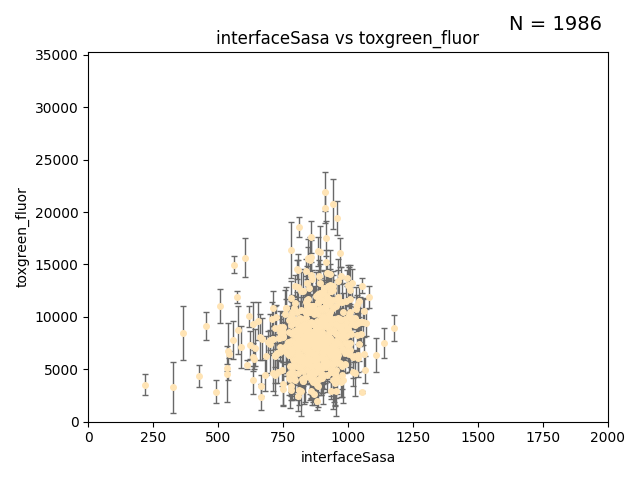 N = 1986
interfaceSasa vs toxgreen_fluor
35000
30000
25000
20000
15000
10000
5000
0
toxgreen_fluor
0 250 500 750 1000 1250 1500 1750 2000
interfaceSasa